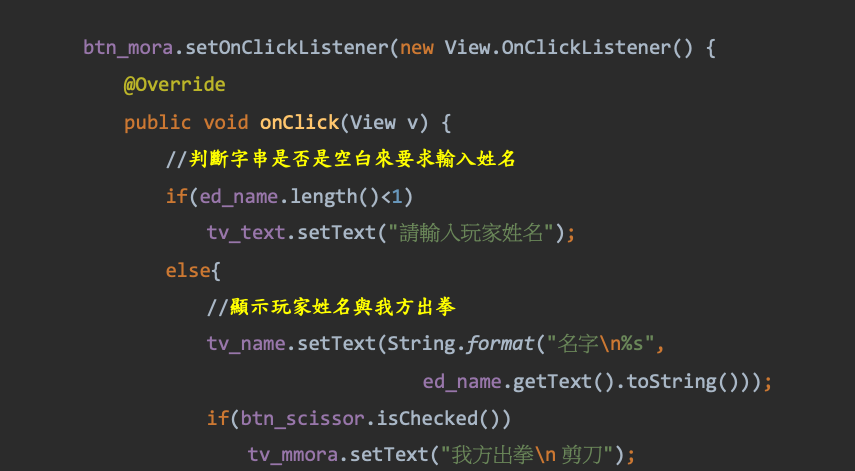 btn_mora.setOnClickListener(new View.OnClickListener() {
@Override
public void onClick(View v) {
//判斷字串是否是空白來要求輸入姓名
if(ed_name.length()<1)
tv_text.setText("請輸入玩家姓名");
else{
//顯示玩家姓名與我方出拳
tv_name.setText(String.format("名字\n%s",
ed_name.getText().toString()));
if(btn_scissor.isChecked())
tv_mmora.setText("我方出拳\n 剪刀");